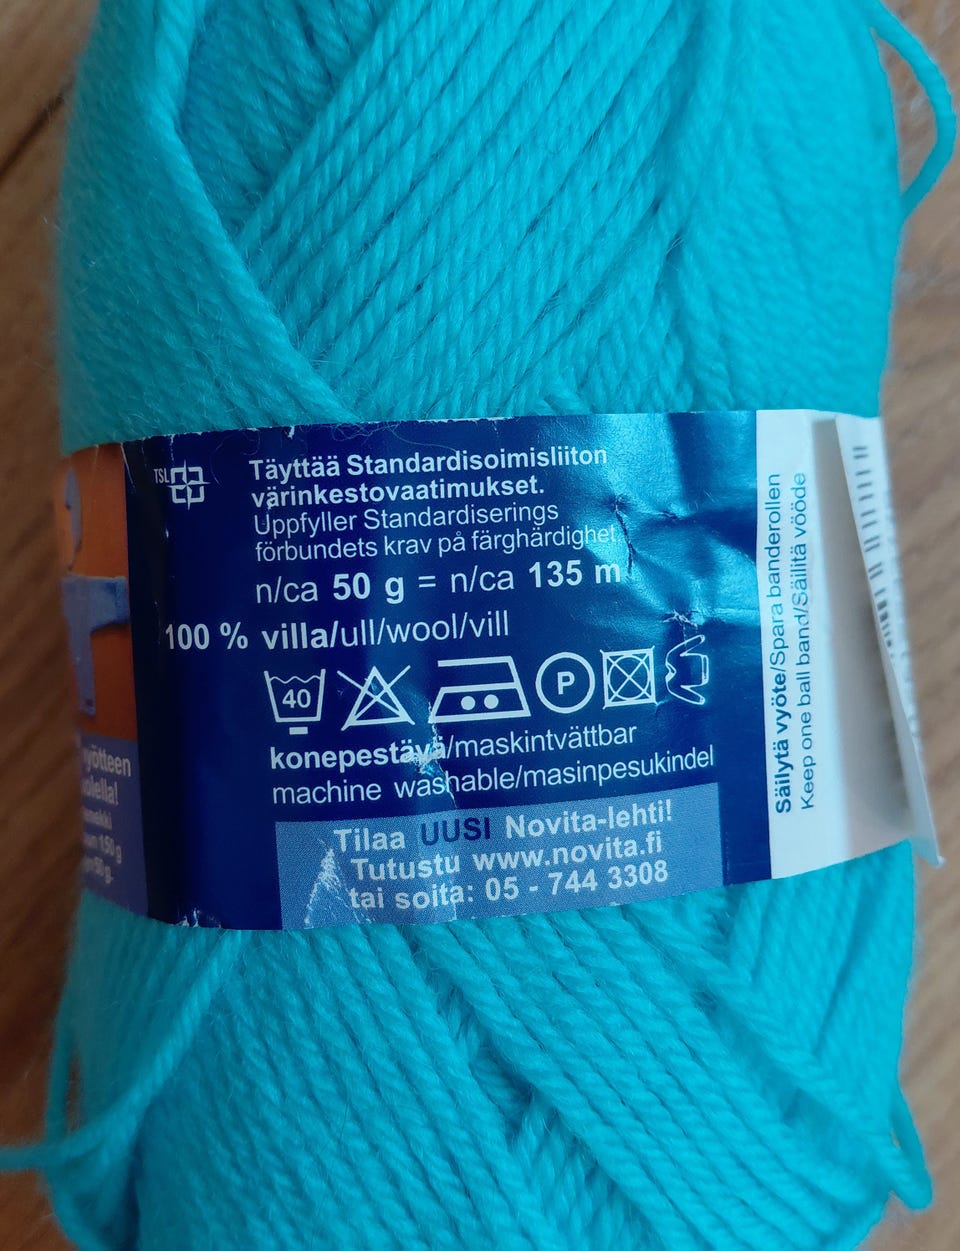 TSL
Täyttää Standardisoimisliiton
värinkestovaatimukset.
Uppfyller Standardiserings
förbundets krav på färghärdighet.
n/ca 50 g = n/ca 135 m
100 % villa/ull/wool/vill
40
P
konepestävä/maskintvättbar
machine washable/masinpesukindel
Tilaa UUSI Novita-lehti!
Tutustu www.novita.fi
tai soita: 05 - 744 3308
Säilytä vyöte/Spara banderollen
Keep one ball band/Säilitä vööde